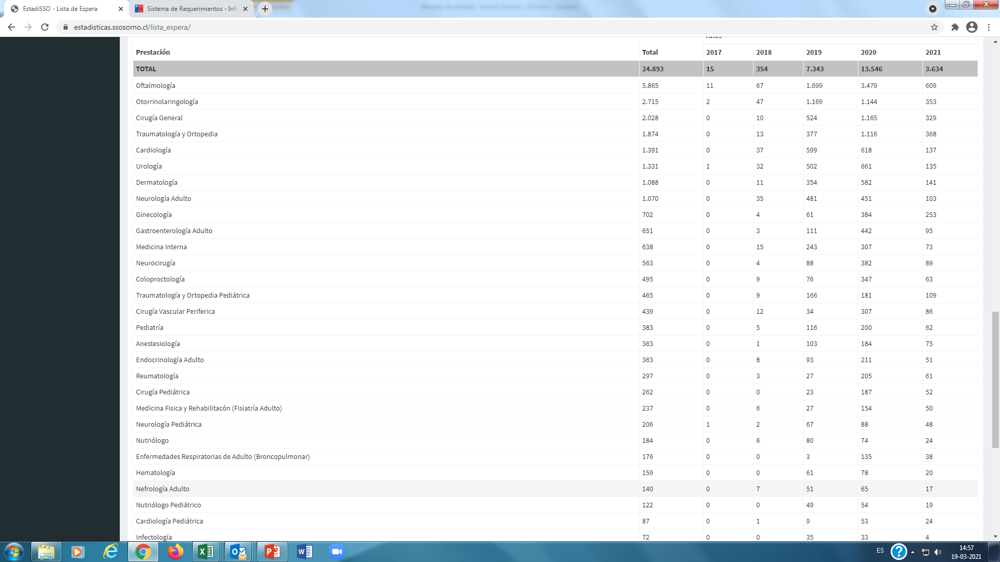 EstadiSSO - Lista de Espera
Sistema de Requerimientos - Info
estadisticas.ssosorno.cl/lista_espera/
Prestación Total 2017 2018 2019 2020 2021
TOTAL 24.893 15 354 7.343 13.546 3.634
Oftalmología 5.865 11 67 1.699 3.479 609
Otorrinolaringología 2.715 2 47 1.169 1.144 353
Cirugía General 2.028 0 10 524 1.165 329
Traumatología y Ortopedia 1.874 0 13 377 1.116 368
Cardiología 1.391 0 37 599 618 137
Urología 1.331 1 32 502 661 135
Dermatología 1.088 0 11 354 582 141
Neurología Adulto 1.070 0 35 481 451 103
Ginecología 702 0 4 61 384 253
Gastroenterología Adulto 651 0 3 111 442 95
Medicina Interna 638 0 15 243 307 73
Neurocirugía 563 0 4 88 382 89
Coloproctología 495 0 9 76 347 63
Traumatología y Ortopedia Pediátrica 465 0 9 166 181 109
Cirugía Vascular Periferica 439 0 12 34 307 86
Pediatría 383 0 5 116 200 62
Anestesiología 363 0 1 103 184 75
Endocrinología Adulto 363 0 8 93 211 51
Reumatología 297 0 3 27 205 61
Cirugía Pediátrica 262 0 0 23 187 52
Medicina Fisica y Rehabilitacón (Fisiatría Adulto) 237 0 6 27 154 50
Neurología Pediátrica 206 1 2 67 88 48
Nutriólogo 184 0 6 80 74 24
Enfermedades Respiratorias de Adulto (Broncopulmonar) 176 0 0 3 135 38
Hematología 159 0 0 61 78 20
Nefrología Adulto 140 0 7 51 65 17
Nutriólogo Pediátrico 122 0 0 49 54 19
Cardiología Pediátrica 87 0 1 9 53 24
Infectología 72 0 0 35 33 4
ES
14:57
19-03-2021